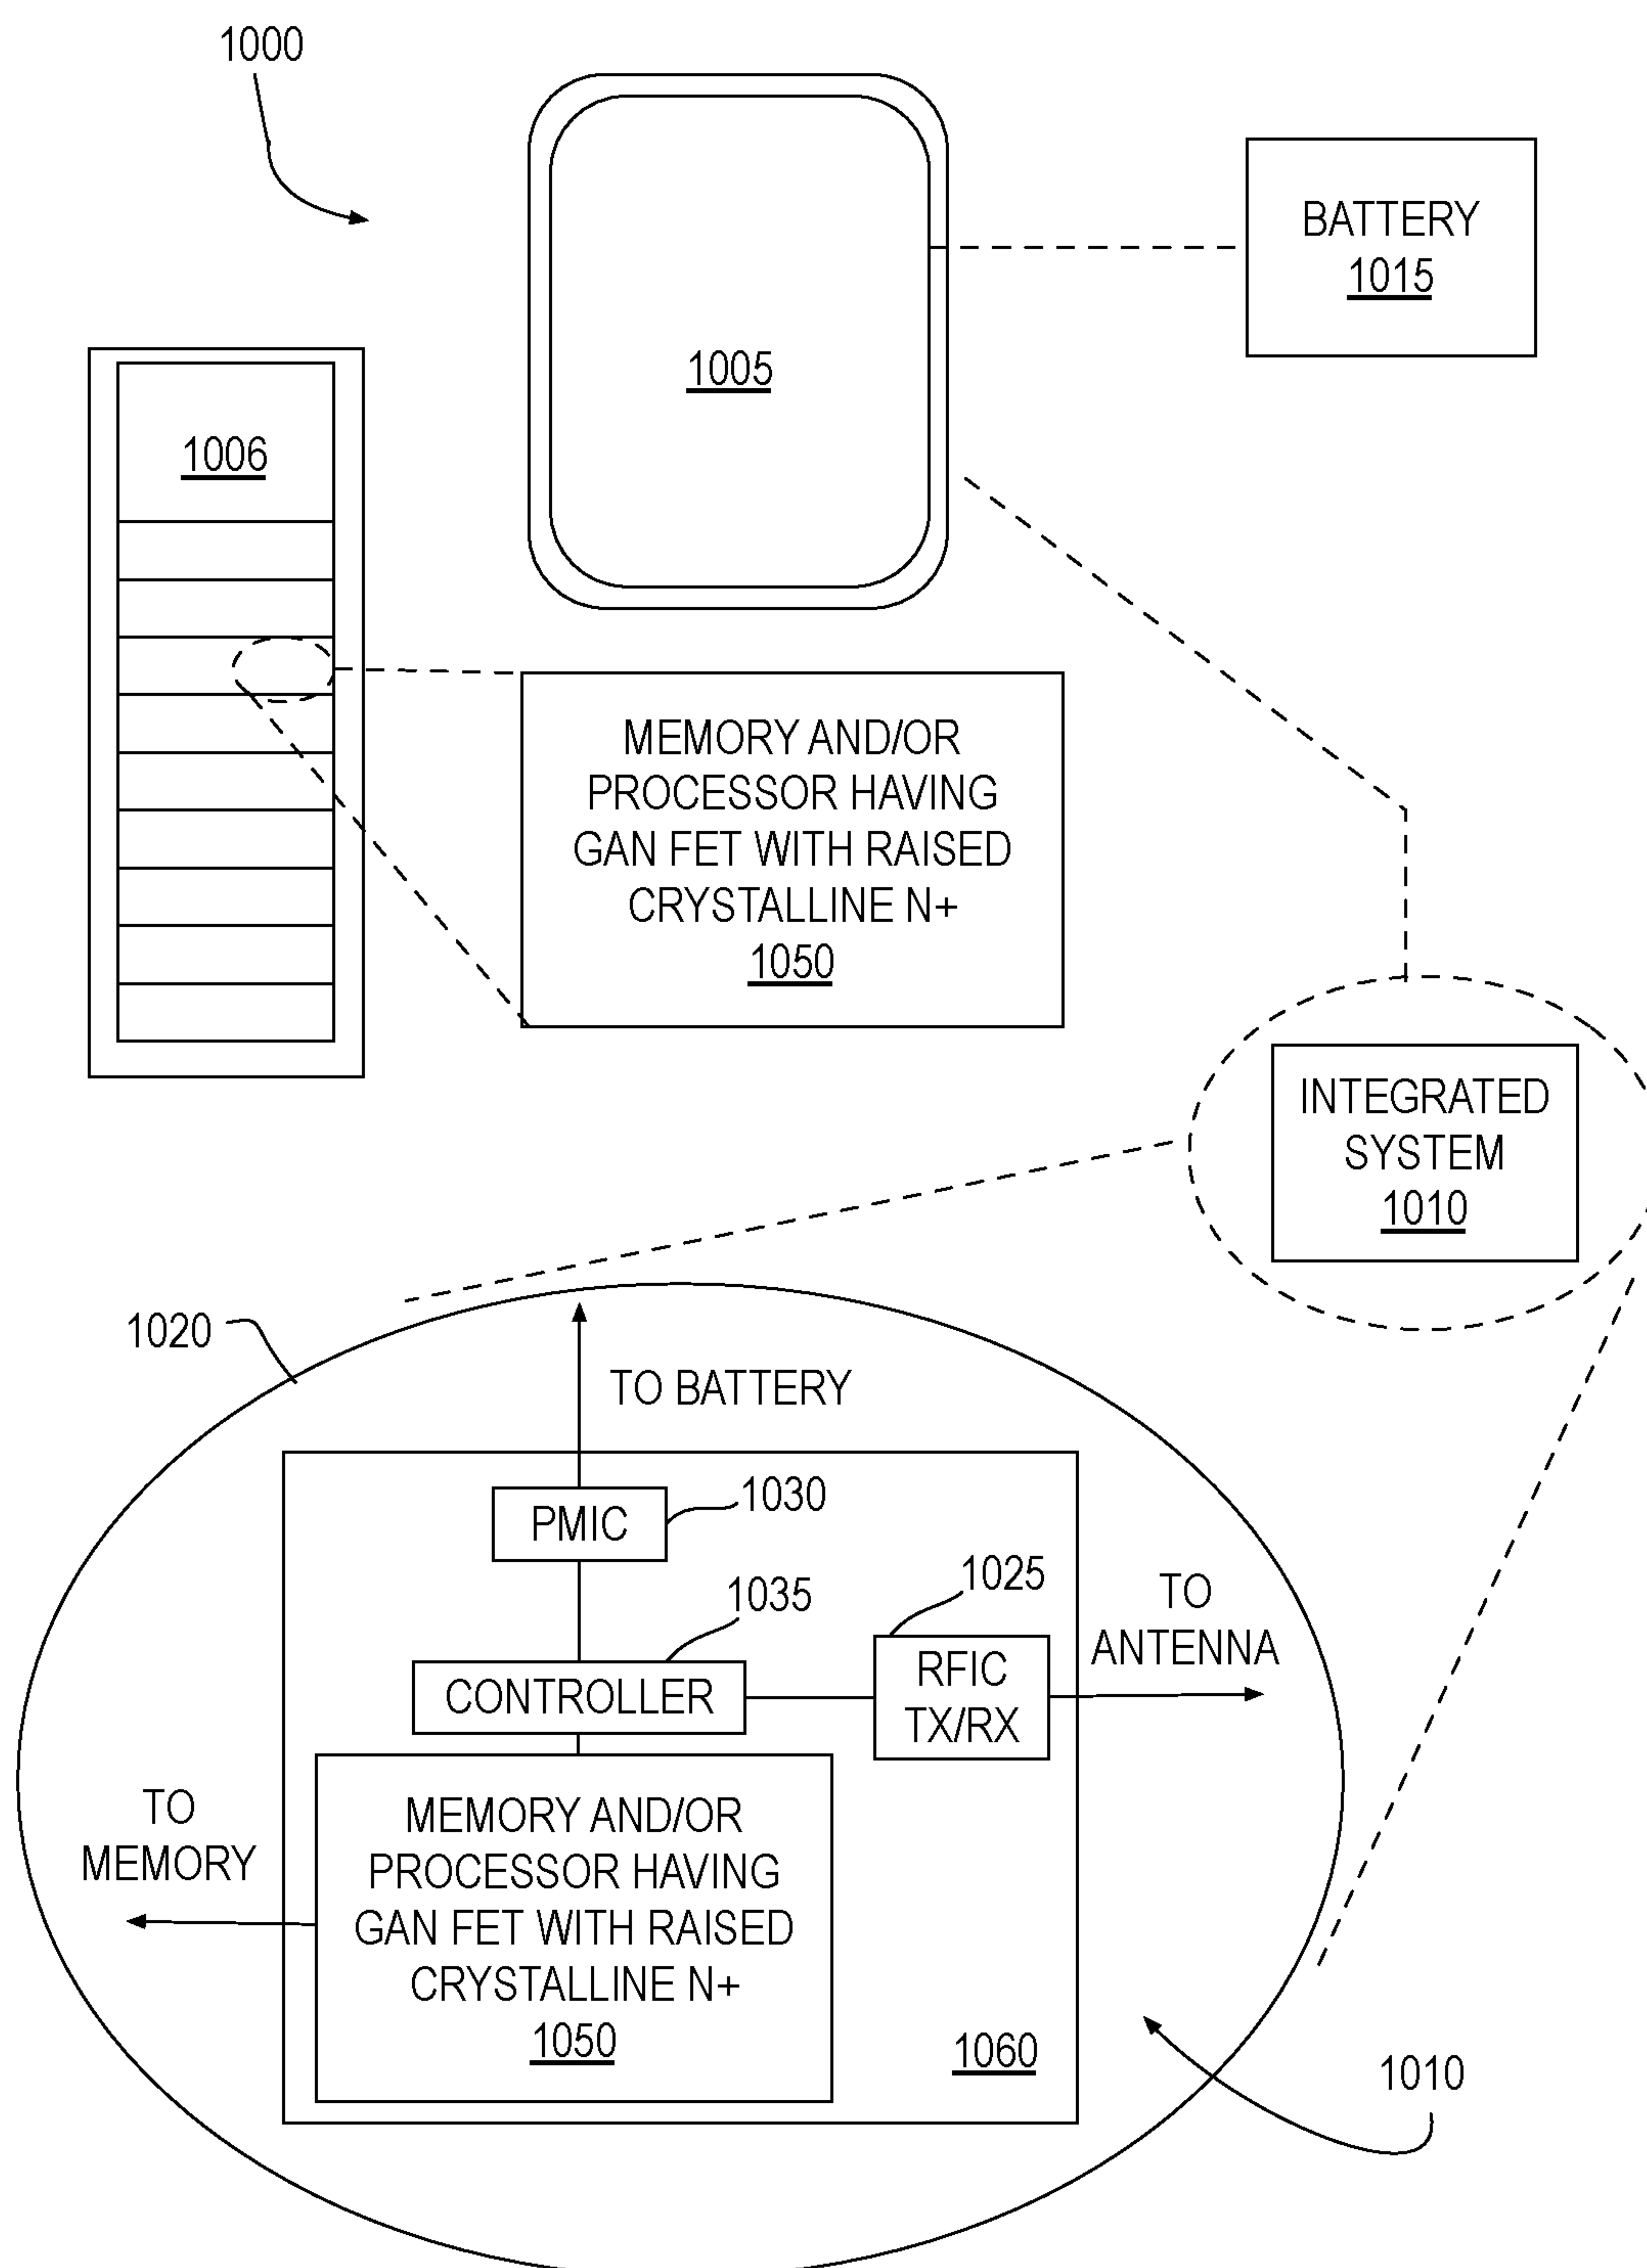 1000
BATTERY
1015
1005
1006
MEMORY AND/OR
PROCESSOR HAVING
GAN FET WITH RAISED
CRYSTALLINE N+
1050
INTEGRATED
SYSTEM
1010
1020
TO BATTERY
PMIC
1030
1035
1025
TO
ANTENNA
CONTROLLER
RFIC
TX/RX
TO
MEMORY
MEMORY AND/OR
PROCESSOR HAVING
GAN FET WITH RAISED
CRYSTALLINE N+
1050
1060
1010